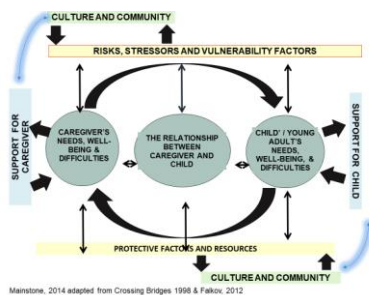 CULTURE AND COMMUNITY
RISKS, STRESSORS AND VULNERABILITY FACTORS
SUPPORT FOR
CAREGIVER
CAREGIVER'S
NEEDS, WELL-
BEING &
DIFFICULTIES
THE RELATIONSHIP
BETWEEN
CAREGIVER AND
CHILD
CHILD' / YOUNG
ADULT'S
NEEDS,
WELL-BEING, &
DIFFICULTIES
SUPPORT
FOR CHILD
PROTECTIVE FACTORS AND RESOURCES
CULTURE AND COMMUNITY
Mainstone, 2014 adapted from Crossing Bridges 1998 & Falkov, 2012